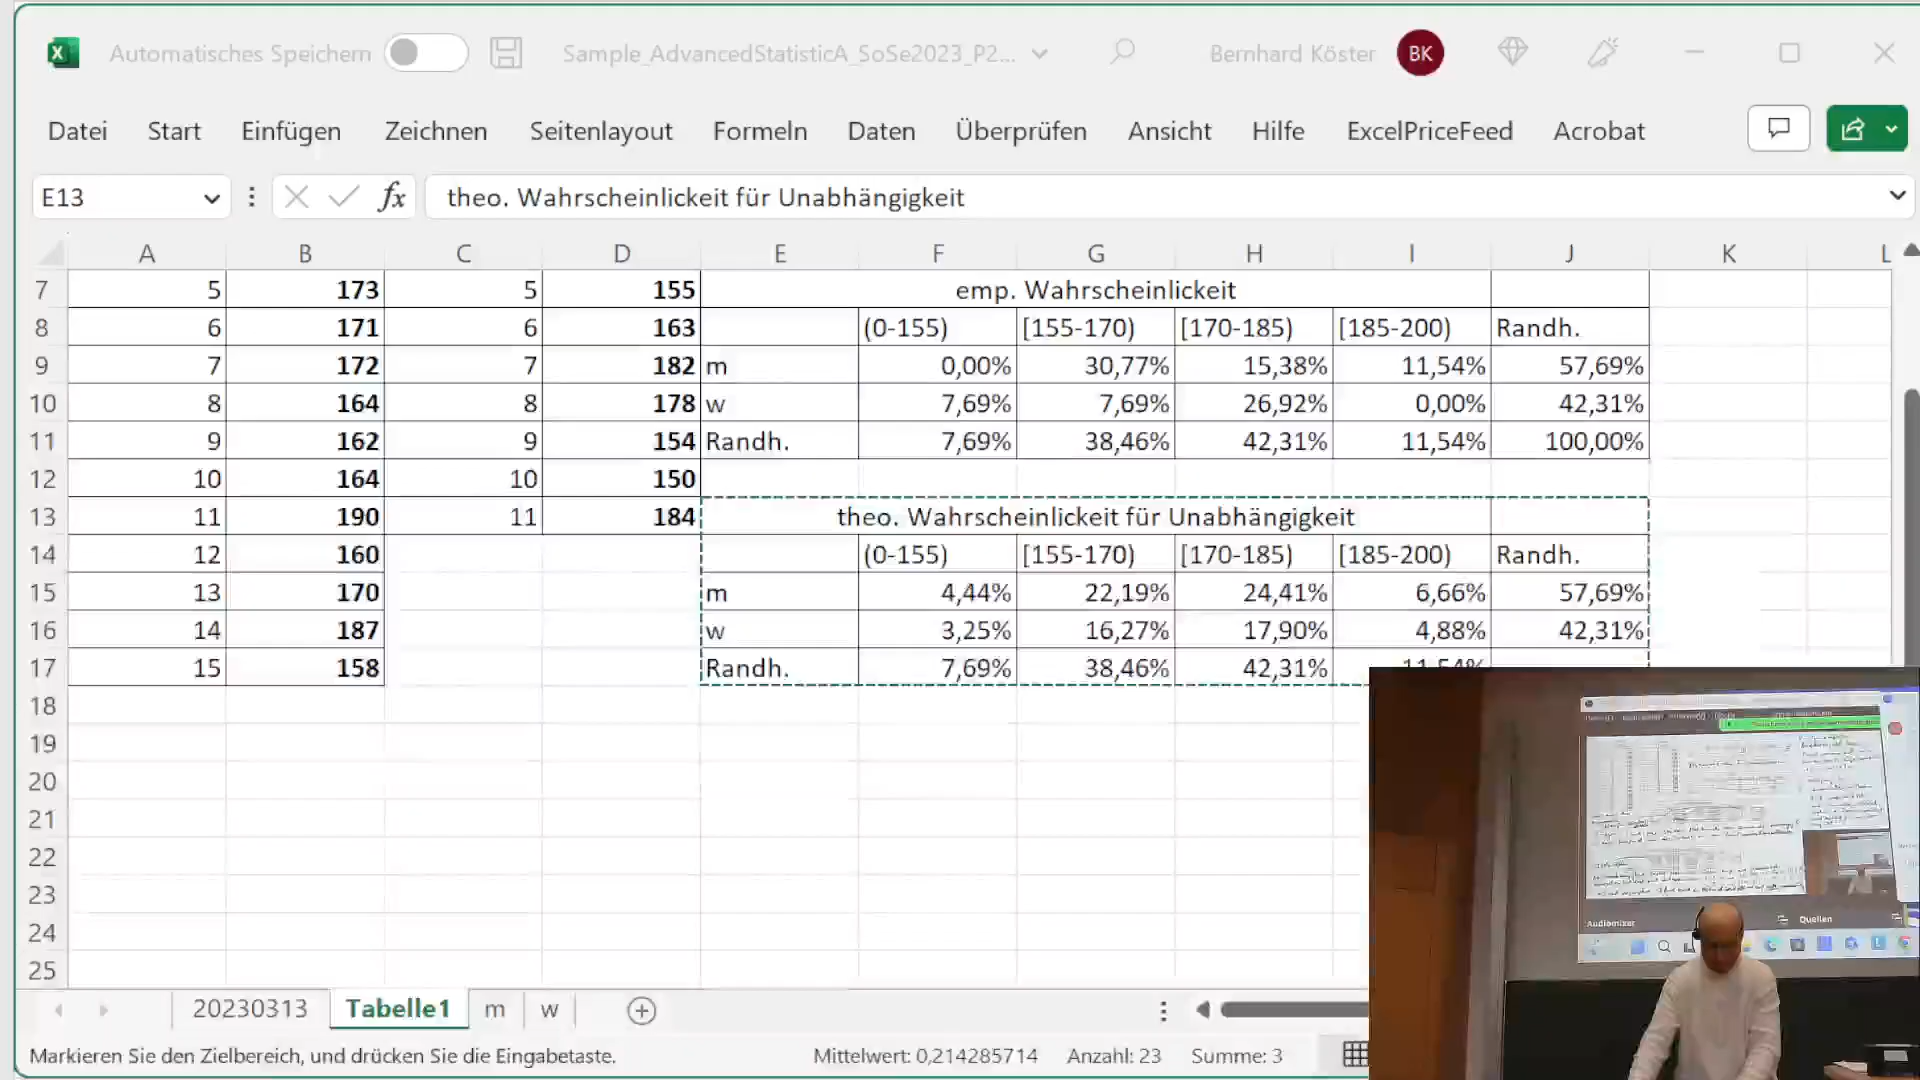 Automatisches Speichern Sample_AdvancedStatisticA_SoSe2023_P2... Bernhard Köster BK
Datei Start Einfügen Zeichnen Seitenlayout Formeln Daten Überprüfen Ansicht Hilfe ExcelPriceFeed Acrobat
E13 fx theo. Wahrscheinlickeit für Unabhängigkeit
A B C D E F G H I J K L
7 5 173 5 155 emp. Wahrscheinlickeit
8 6 171 6 163 (0-155) [155-170) [170-185) [185-200) Randh.
9 7 172 7 182 m 0,00% 30,77% 15,38% 11,54% 57,69%
10 8 164 8 178 w 7,69% 7,69% 26,92% 0,00% 42,31%
11 9 162 9 154 Randh. 7,69% 38,46% 42,31% 11,54% 100,00%
12 10 164 10 150
13 11 190 11 184 theo. Wahrscheinlickeit für Unabhängigkeit
14 12 160 (0-155) [155-170) [170-185) [185-200) Randh.
15 13 170 m 4,44% 22,19% 24,41% 6,66% 57,69%
16 14 187 w 3,25% 16,27% 17,90% 4,88% 42,31%
17 15 158 Randh. 7,69% 38,46% 42,31% 11,54%
18
19
20
21
22
23
24
25
20230313 Tabelle1 m w
Markieren Sie den Zielbereich, und drücken Sie die Eingabetaste. Mittelwert: 0,214285714 Anzahl: 23 Summe: 3
Audiomixer Quellen